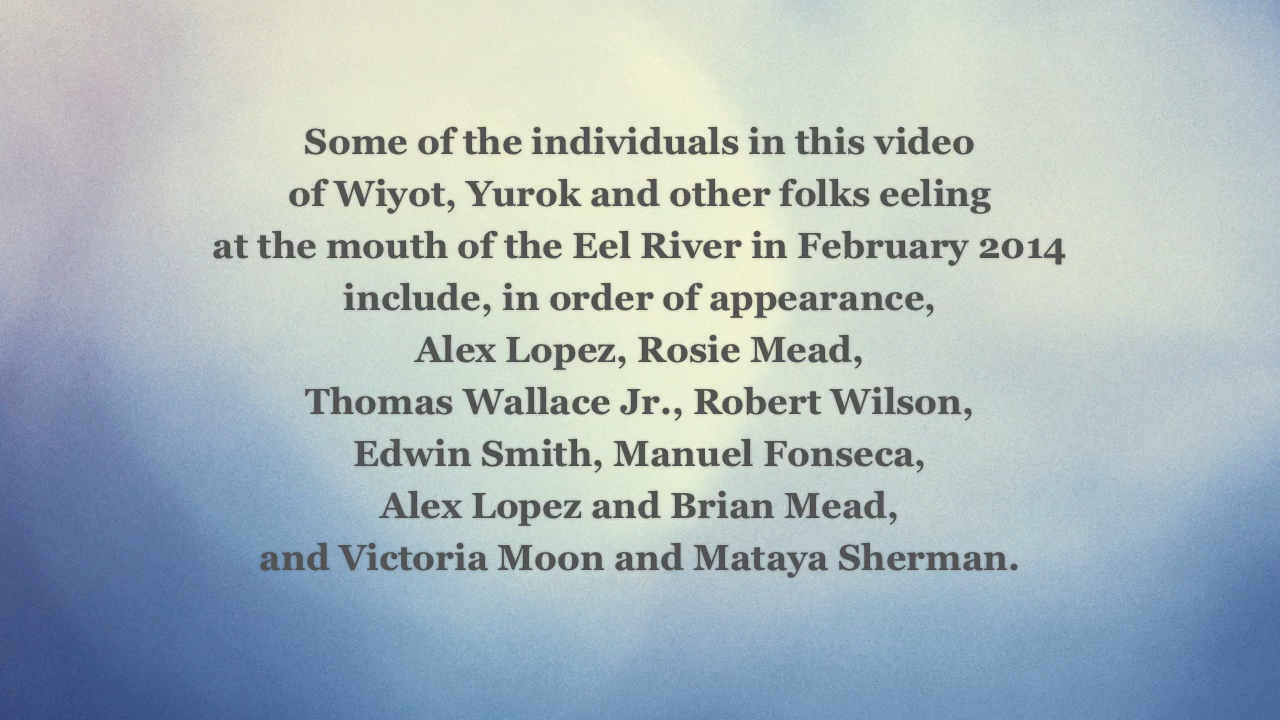 Some of the individuals in this video
of Wiyot, Yurok and other folks eeling
at the mouth of the Eel River in February 2014
include, in order of appearance,
Alex Lopez, Rosie Mead,
Thomas Wallace Jr., Robert Wilson,
Edwin Smith, Manuel Fonseca,
Alex Lopez and Brian Mead,
and Victoria Moon and Mataya Sherman.